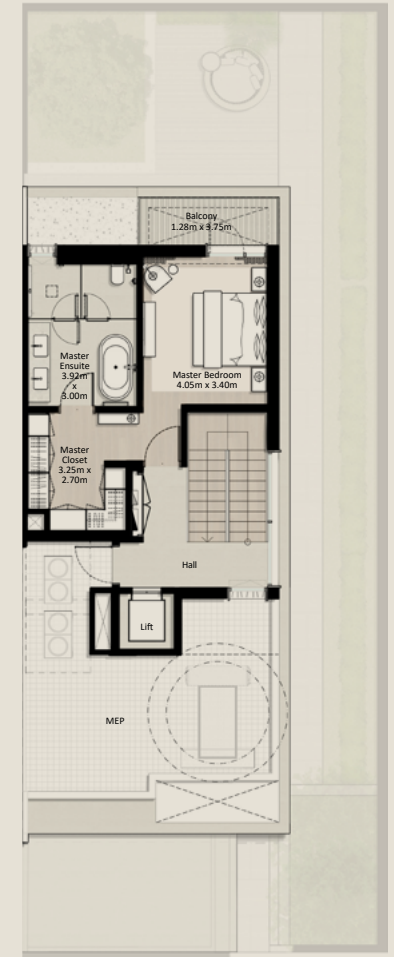 Balcony
1.28m x 3.75m
Master
Ensuite
3.92m
x
3.00m
Master Bedroom
4.05m x 3.40m
Master
Closet
3.25m x
2.70m
Hall
Lift
MEP